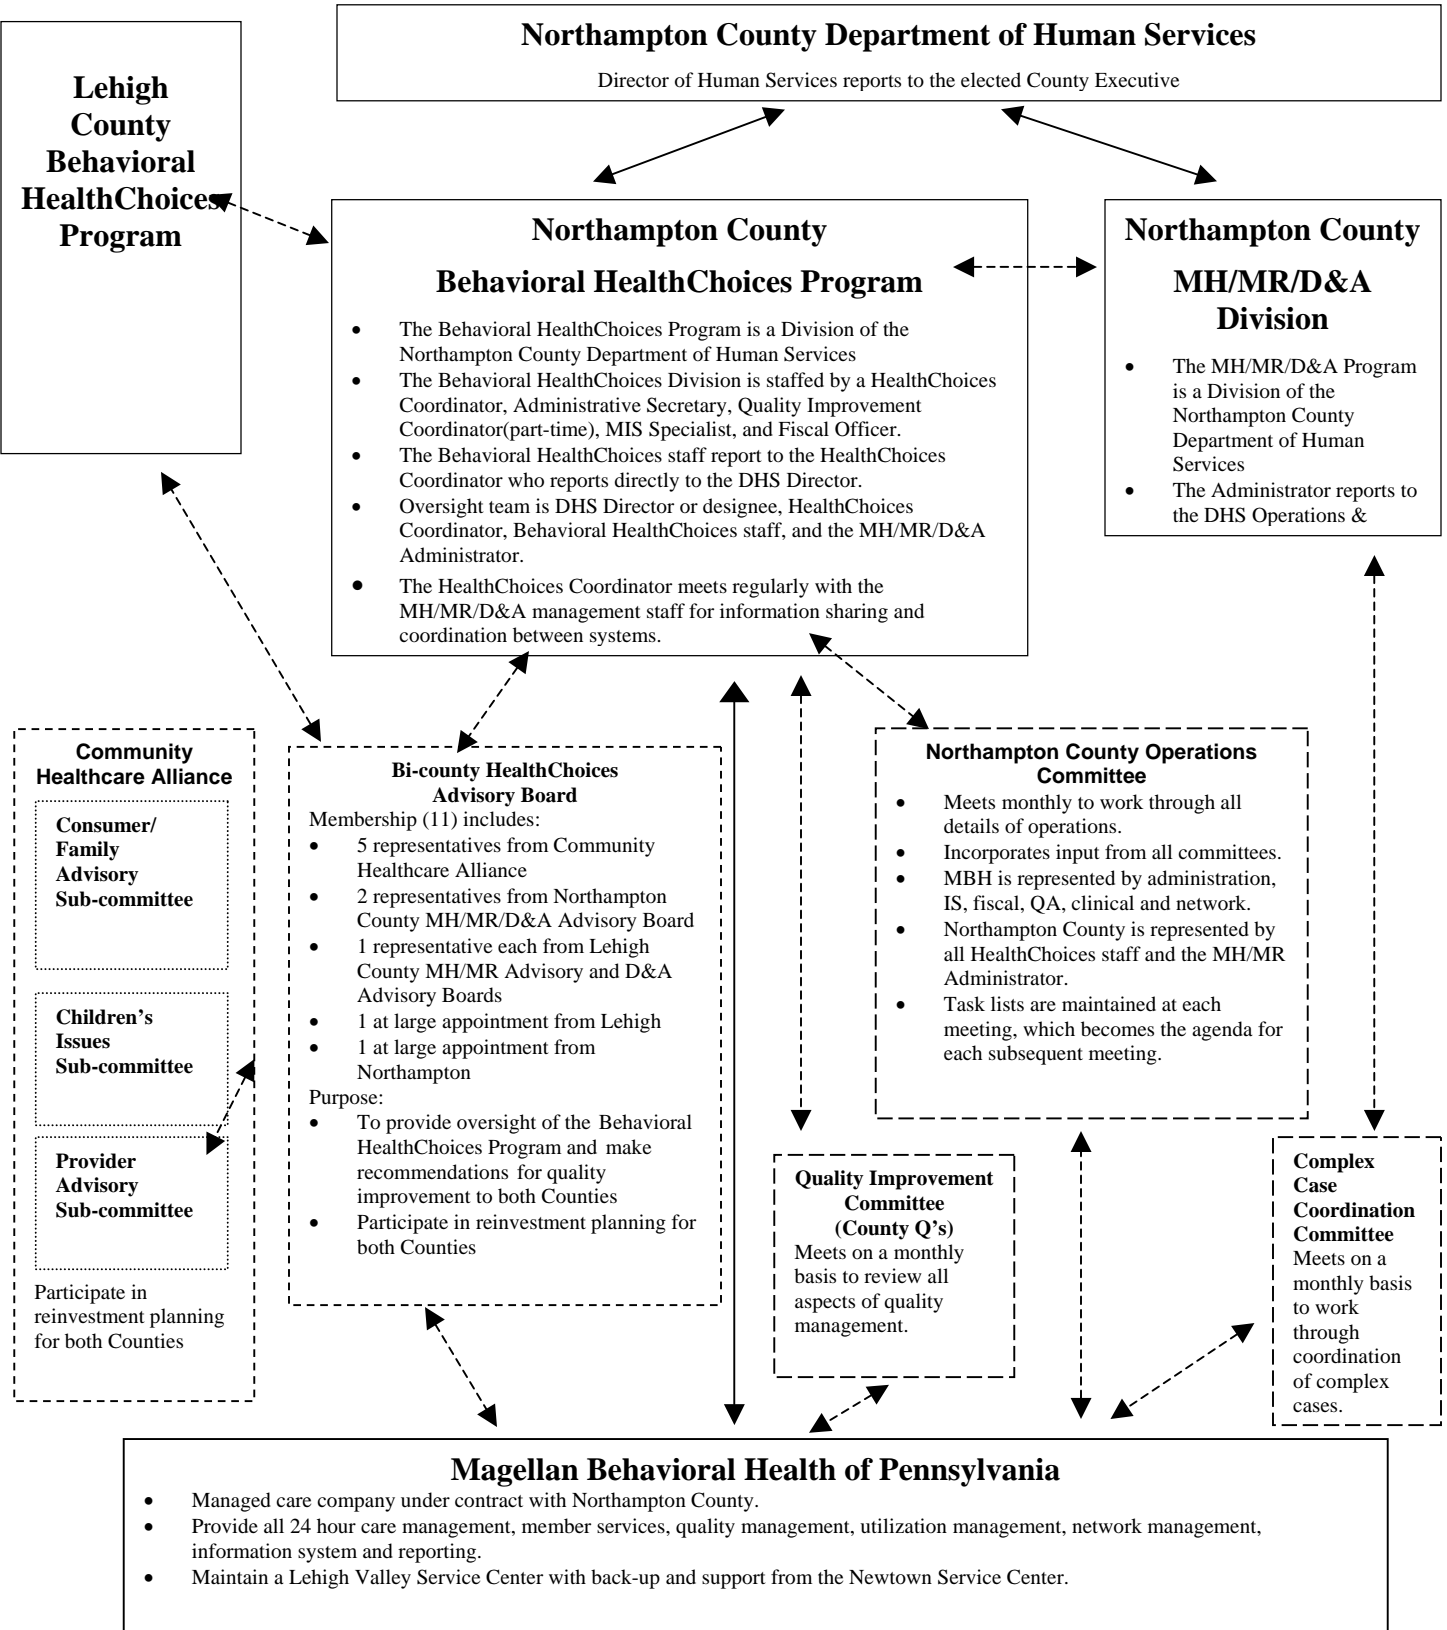 Northampton County Department of Human Services
Director of Human Services reports to the elected County Executive
Lehigh
County
Behavioral
HealthChoices
Program
Northampton County
Behavioral HealthChoices Program
• The Behavioral HealthChoices Program is a Division of the
Northampton County Department of Human Services
• The Behavioral HealthChoices Division is staffed by a HealthChoices
Coordinator, Administrative Secretary, Quality Improvement
Coordinator(part-time), MIS Specialist, and Fiscal Officer.
• The Behavioral HealthChoices staff report to the HealthChoices
Coordinator who reports directly to the DHS Director.
• Oversight team is DHS Director or designee, HealthChoices
Coordinator, Behavioral HealthChoices staff, and the MH/MR/D&A
Administrator.
• The HealthChoices Coordinator meets regularly with the
MH/MR/D&A management staff for information sharing and
coordination between systems.
Northampton County
MH/MR/D&A
Division
• The MH/MR/D&A Program
is a Division of the
Northampton County
Department of Human
Services
• The Administrator reports to
the DHS Operations &
Community
Healthcare Alliance
Consumer/
Family
Advisory
Sub-committee
Children's
Issues
Sub-committee
Provider
Advisory
Sub-committee
Participate in
reinvestment planning
for both Counties
Bi-county HealthChoices
Advisory Board
Membership (11) includes:
• 5 representatives from Community
Healthcare Alliance
• 2 representatives from Northampton
County MH/MR/D&A Advisory Board
• 1 representative each from Lehigh
County MH/MR Advisory and D&A
Advisory Boards
• 1 at large appointment from Lehigh
• 1 at large appointment from
Northampton
Purpose:
• To provide oversight of the Behavioral
HealthChoices Program and make
recommendations for quality
improvement to both Counties
• Participate in reinvestment planning for
both Counties
Northampton County Operations
Committee
• Meets monthly to work through all
details of operations.
• Incorporates input from all committees.
• MBH is represented by administration,
IS, fiscal, QA, clinical and network.
• Northampton County is represented by
all HealthChoices staff and the MH/MR
Administrator.
• Task lists are maintained at each
meeting, which becomes the agenda for
each subsequent meeting.
Quality Improvement
Committee
(County Q's)
Meets on a monthly
basis to review all
aspects of quality
management.
Complex
Case
Coordination
Committee
Meets on a
monthly basis
to work
through
coordination
of complex
cases.
Magellan Behavioral Health of Pennsylvania
• Managed care company under contract with Northampton County.
• Provide all 24 hour care management, member services, quality management, utilization management, network management,
information system and reporting.
• Maintain a Lehigh Valley Service Center with back-up and support from the Newtown Service Center.